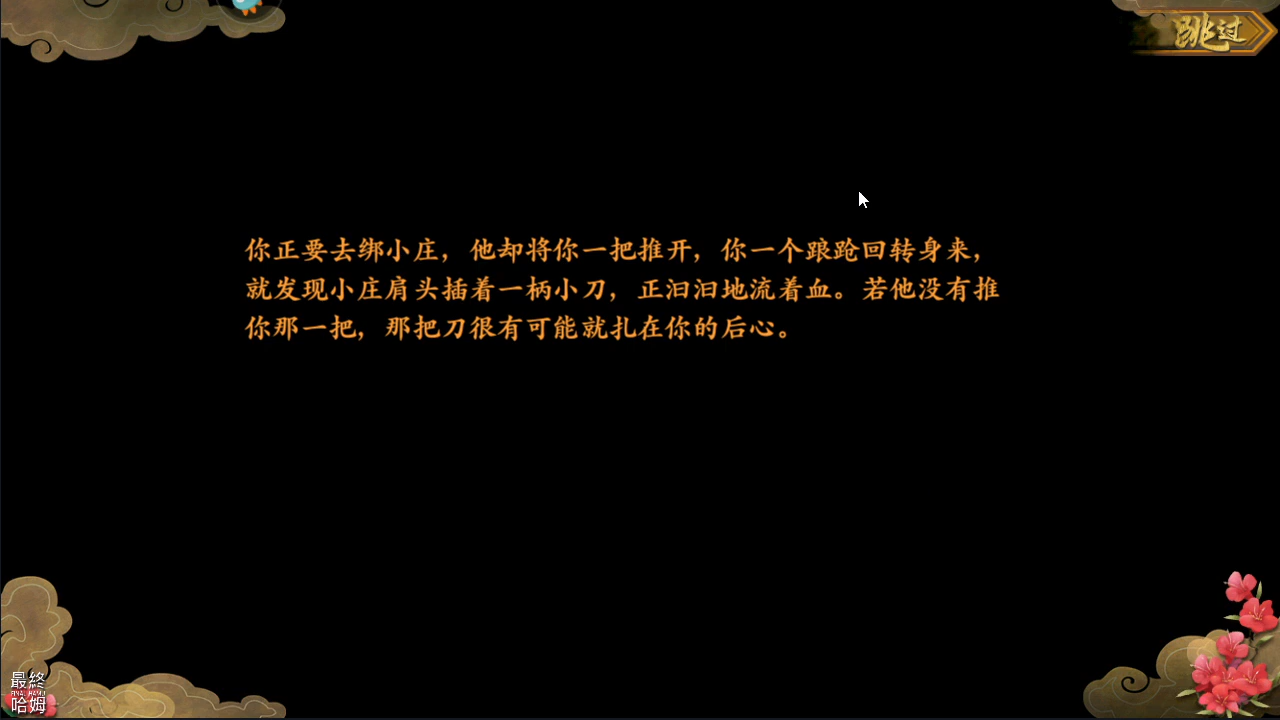 跳过
你正要去绑小庄，他却将你一把推开，你一个踉跄回转身来，
就发现小庄肩头插着一柄小刀，正汩汩地流着血。若他没有推
你那一把，那把刀很有可能就扎在你的后心。
最終
FINAL HAMU
哈姆